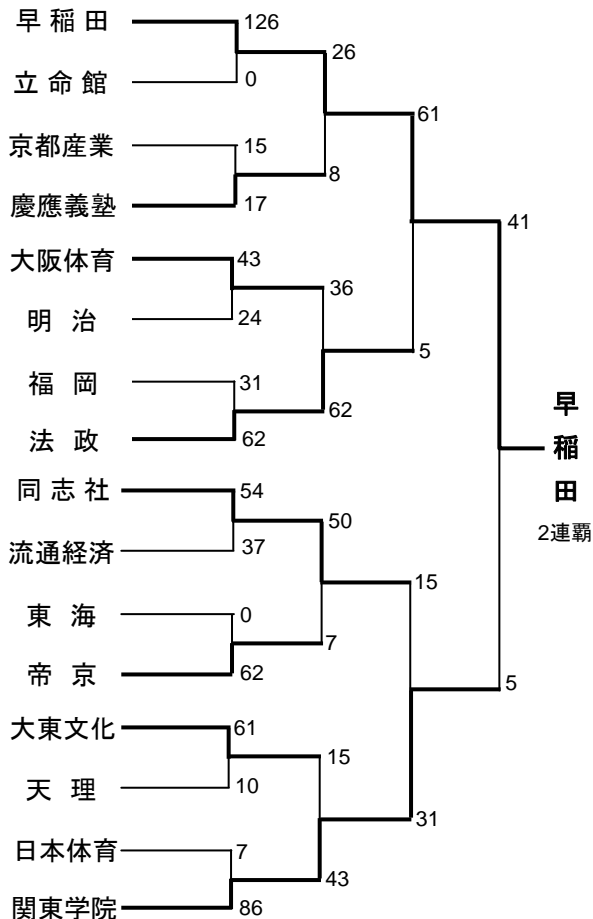 早稲田 126
26
立命館 0
61
京都産業 15
8
慶應義塾 17
41
大阪体育 43
36
明治 24
5
福岡 31
62
法政 62
早稲田
2連覇
同志社 54
50
流通経済 37
15
東海 0
7
帝京 62
5
大東文化 61
15
天理 10
31
日本体育 7
43
関東学院 86